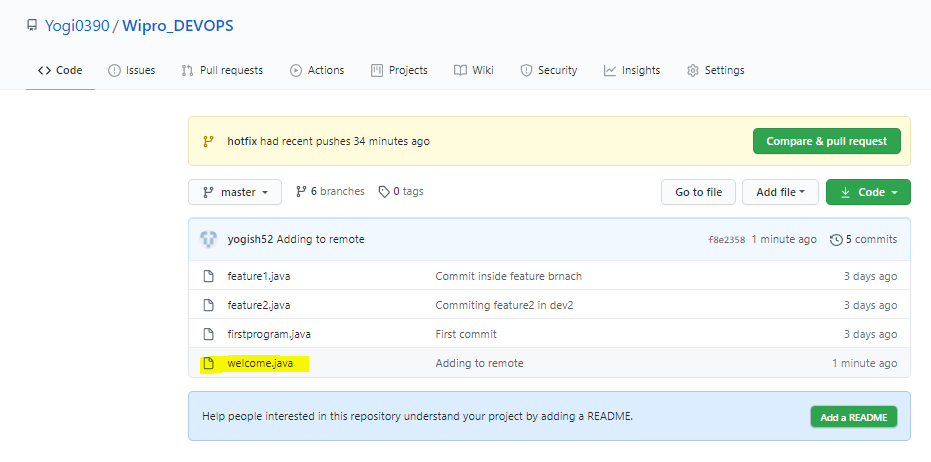 Yogi0390 / Wipro_DEVOPS
Code Issues Pull requests Actions Projects Wiki Security Insights Settings
hotfix had recent pushes 34 minutes ago Compare & pull request
master 6 branches 0 tags Go to file Add file Code
yogish52 Adding to remote f8e2358 1 minute ago 5 commits
feature1.java Commit inside feature brnach 3 days ago
feature2.java Commiting feature2 in dev2 3 days ago
firstprogram.java First commit 3 days ago
welcome.java Adding to remote 1 minute ago
Help people interested in this repository understand your project by adding a README. Add a README